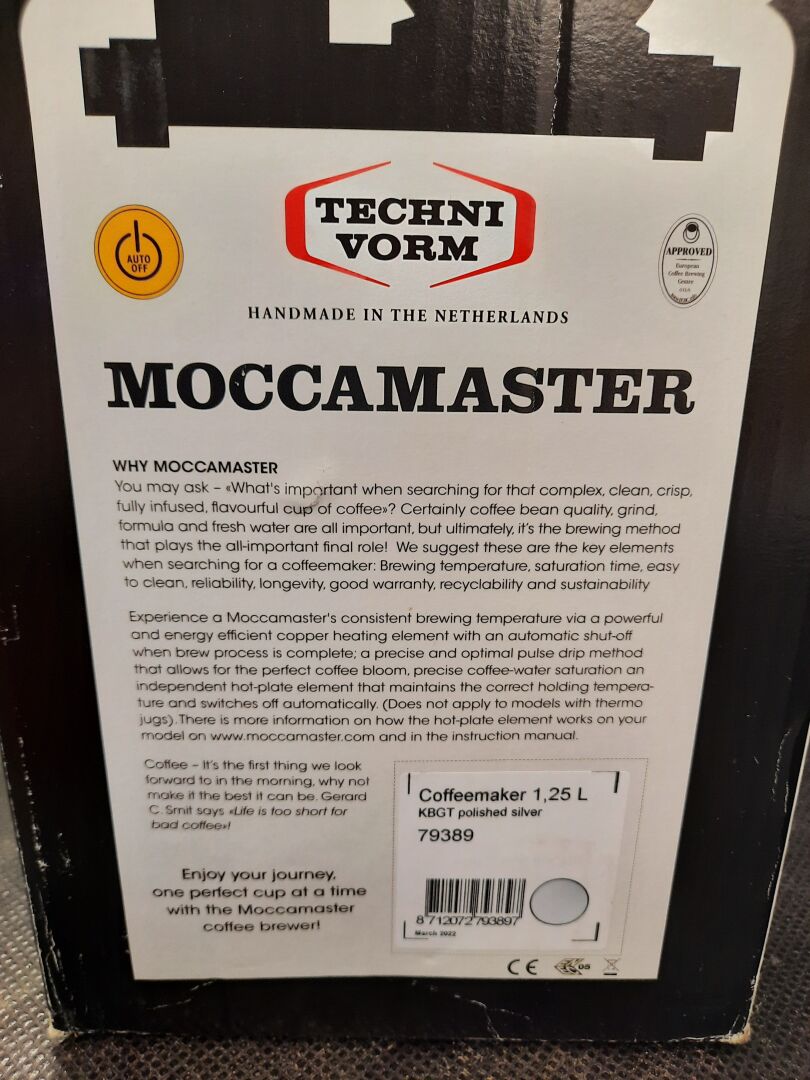 TECHNI
VORM
AUTO
OFF
APPROVED
European
Coffee Brewing
Centre
HANDMADE IN THE NETHERLANDS
MOCCAMASTER
WHY MOCCAMASTER
You may ask – «What's important when searching for that complex, clean, crisp,
fully infused, flavourful cup of coffee»? Certainly coffee bean quality, grind,
formula and fresh water are all important, but ultimately, it's the brewing method
that plays the all-important final role! We suggest these are the key elements
when searching for a coffeemaker: Brewing temperature, saturation time, easy
to clean, reliability, longevity, good warranty, recyclability and sustainability
Experience a Moccamaster's consistent brewing temperature via a powerful
and energy efficient copper heating element with an automatic shut-off
when brew process is complete; a precise and optimal pulse drip method
that allows for the perfect coffee bloom, precise coffee-water saturation an
independent hot-plate element that maintains the correct holding tempera-
ture and switches off automatically. (Does not apply to models with thermo
jugs). There is more information on how the hot-plate element works on your
model on www.moccamaster.com and in the instruction manual.
Coffee – It's the first thing we look
forward to in the morning, why not
make it the best it can be. Gerard
C. Smit says «Life is too short for
bad coffee»!
Enjoy your journey,
one perfect cup at a time
with the Moccamaster
coffee brewer!
Coffeemaker 1,25 L
KBGT polished silver
79389
8 712072 793897
March 2022
CE
05